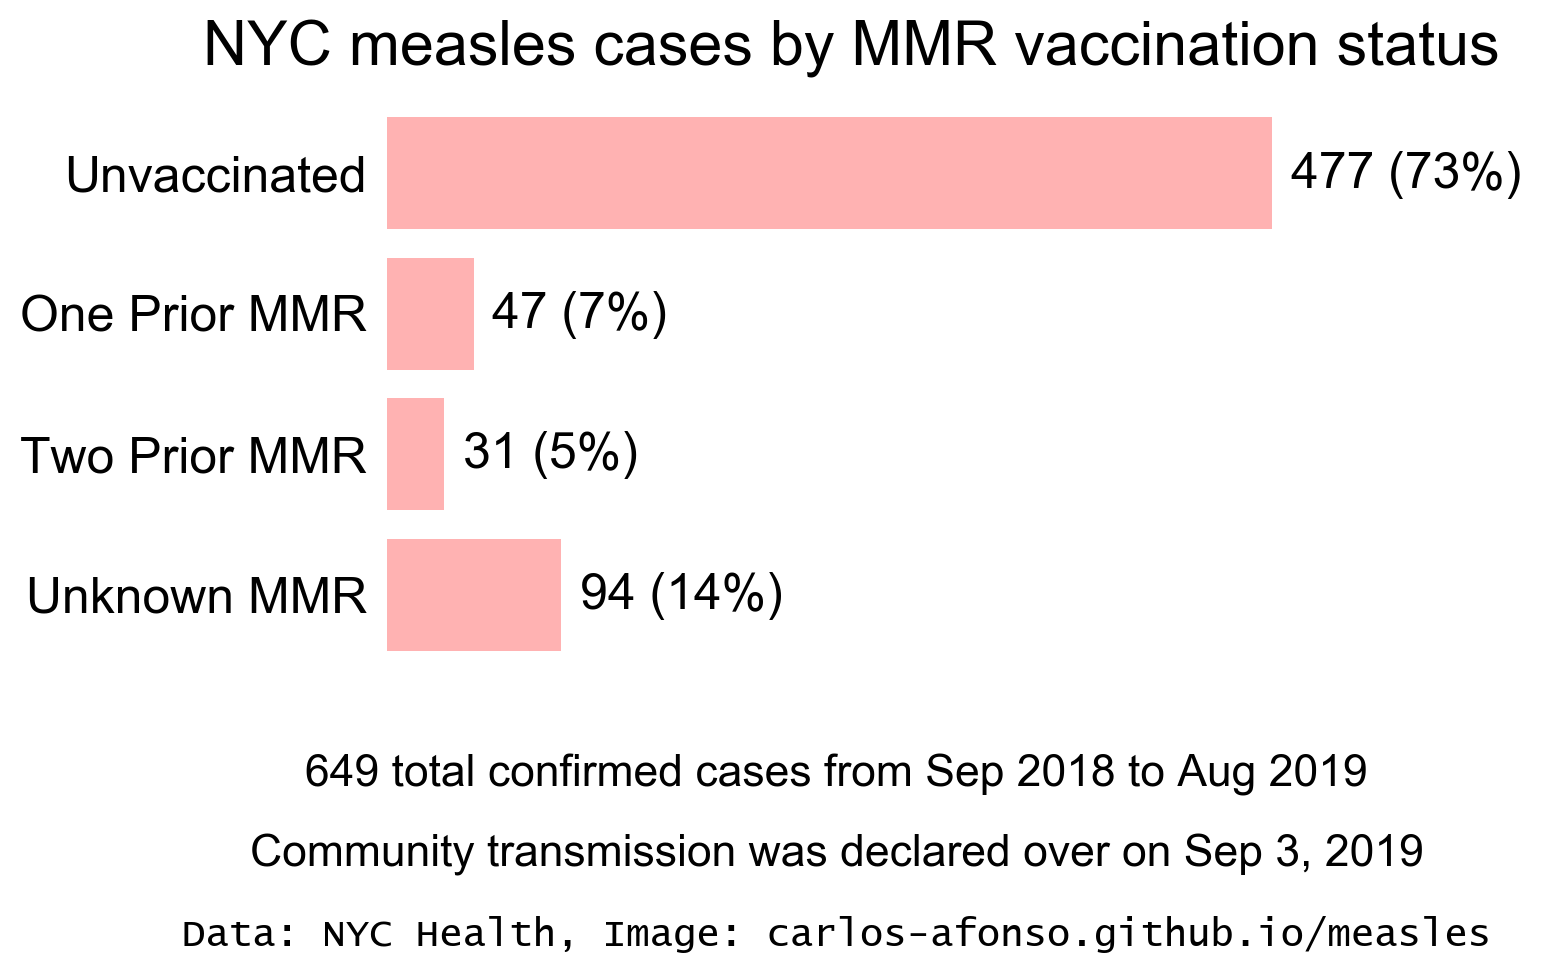 NYC measles cases by MMR vaccination status
Unvaccinated 477 (73%)
One Prior MMR 47 (7%)
Two Prior MMR 31 (5%)
Unknown MMR 94 (14%)
649 total confirmed cases from Sep 2018 to Aug 2019
Community transmission was declared over on Sep 3, 2019
Data: NYC Health, Image: carlos-afonso.github.io/measles